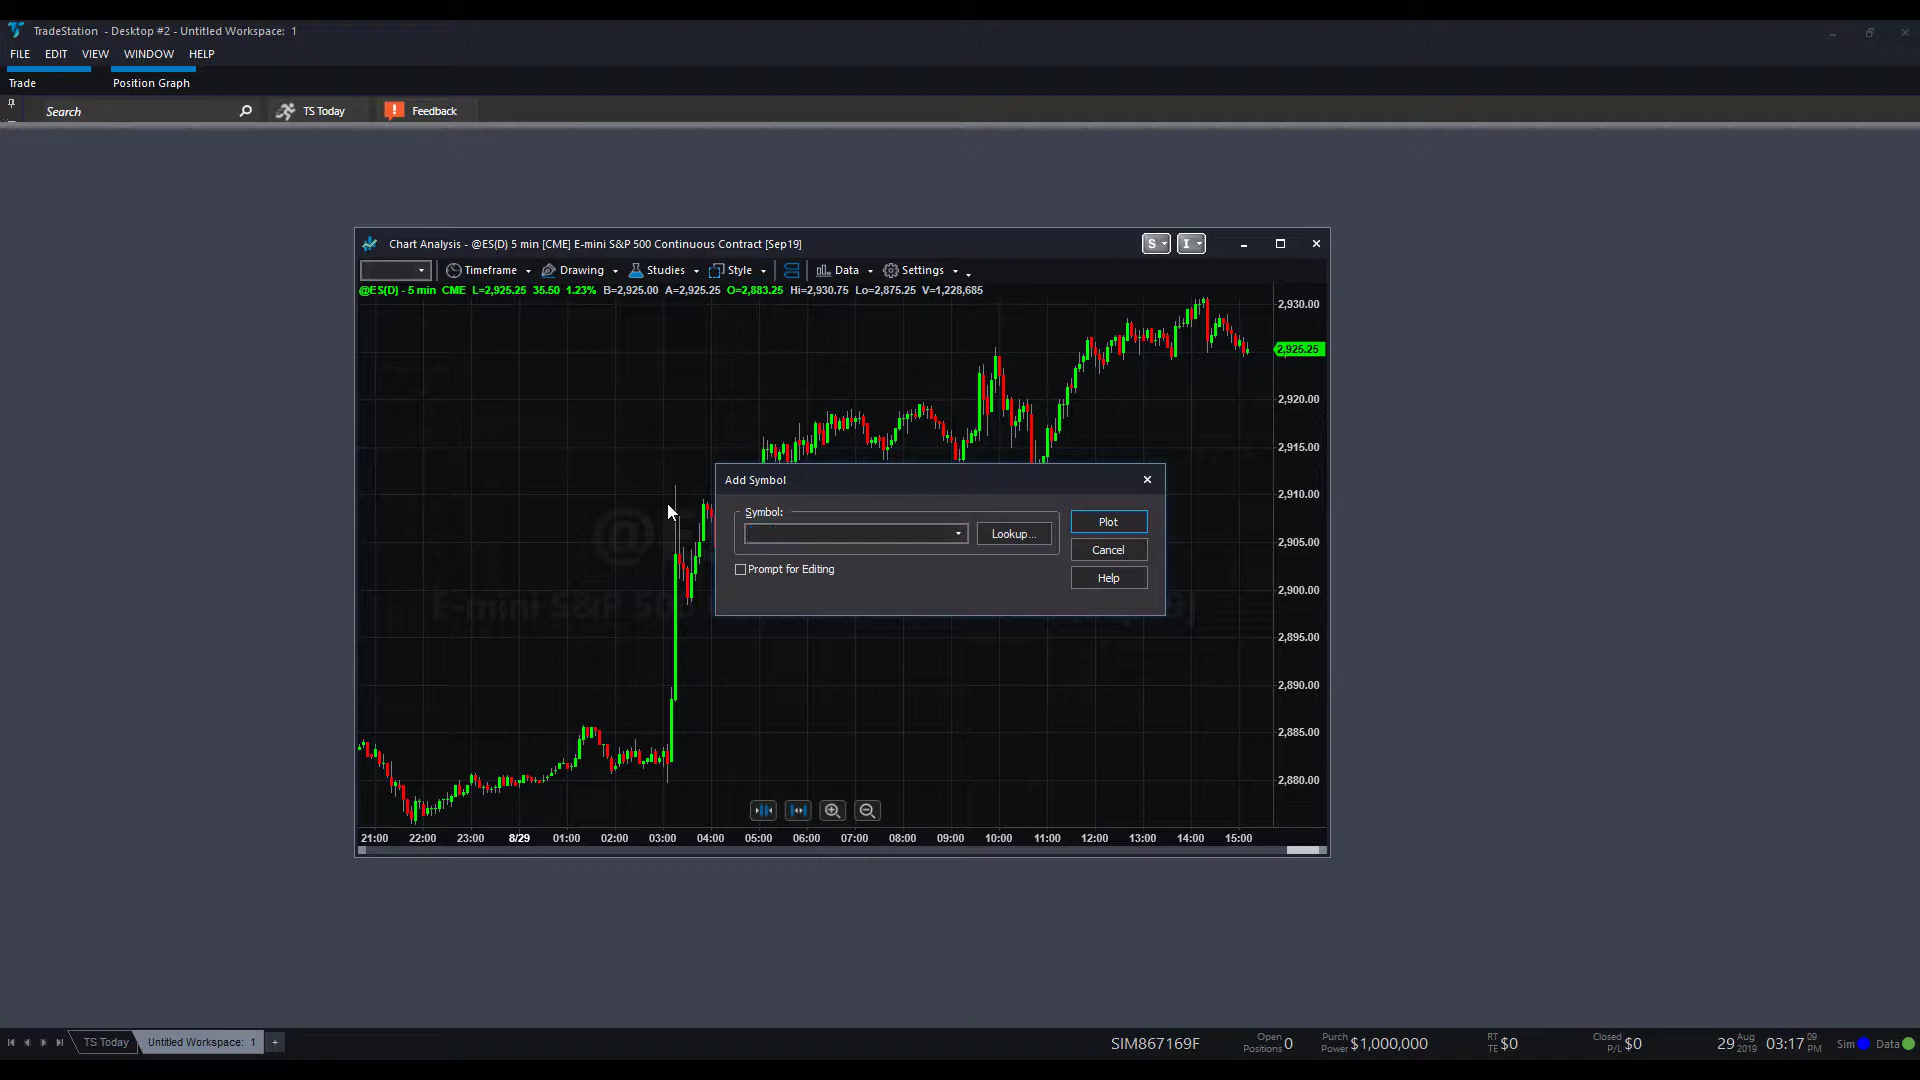 TradeStation - Desktop #2 - Untitled Workspace: 1
FILE EDIT VIEW WINDOW HELP
Trade Position Graph
Search TS Today Feedback
Chart Analysis - @ES(D) 5 min [CME] E-mini S&P 500 Continuous Contract [Sep19] S I
Timeframe Drawing Studies Style Data Settings
@ES(D) - 5 min CME L=2,925.25 35.50 1.23% B=2,925.00 A=2,925.25 O=2,883.25 Hi=2,930.75 Lo=2,875.25 V=1,228,685
2,930.00
2,925.25
2,920.00
2,915.00
2,910.00
2,905.00
2,900.00
2,895.00
2,890.00
2,885.00
2,880.00
Add Symbol
Symbol:
Lookup...
Plot
Cancel
Prompt for Editing
Help
E-mini S&P 500
21:00 22:00 23:00 8/29 01:00 02:00 03:00 04:00 05:00 06:00 07:00 08:00 09:00 10:00 11:00 12:00 13:00 14:00 15:00
TS Today Untitled Workspace: 1 +
SIM867169F Open Positions 0 Purch Power $1,000,000 RT TE $0 Closed P/L $0 29 Aug 2019 03:17 09 PM Sim Data